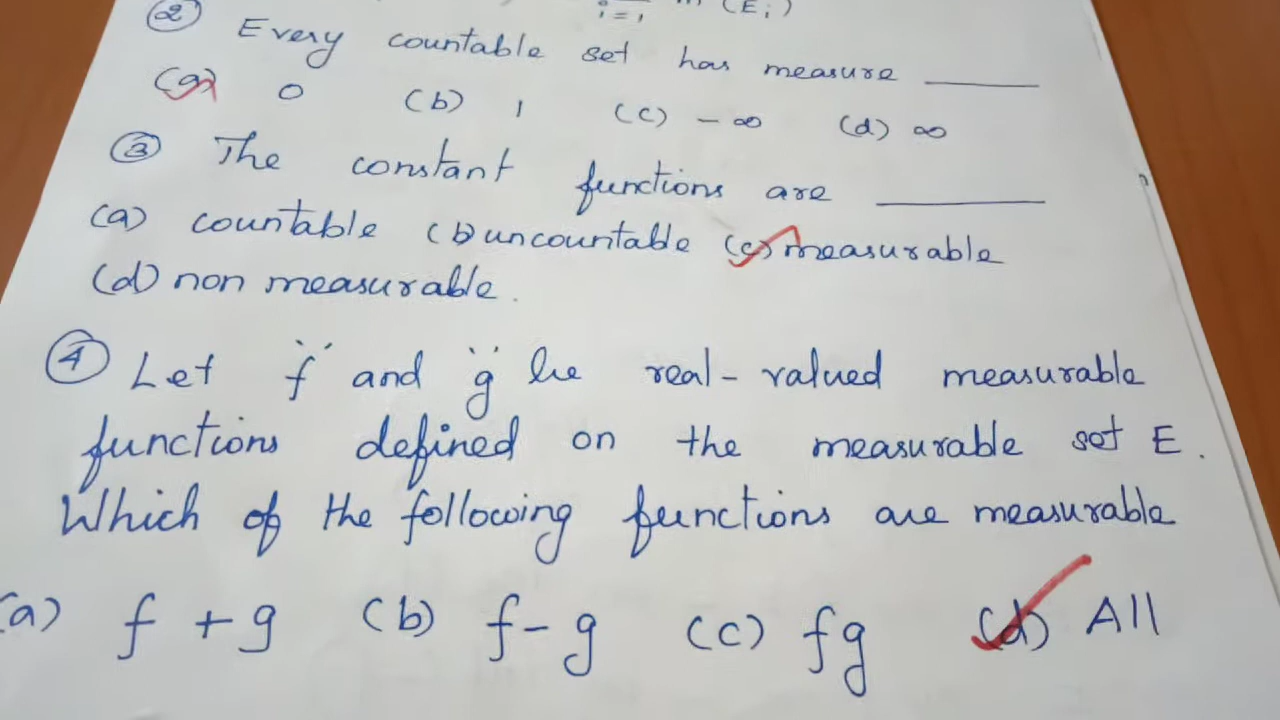 i=1 (Ei)
② Every countable set has measure ______
(a) 0 (b) 1 (c) -∞ (d) ∞
③ The constant functions are ______
(a) countable (b) uncountable (c) measurable
(d) non measurable.
④ Let 'f' and 'g' be real-valued measurable
functions defined on the measurable set E.
Which of the following functions are measurable
(a) f + g (b) f - g (c) fg (d) All